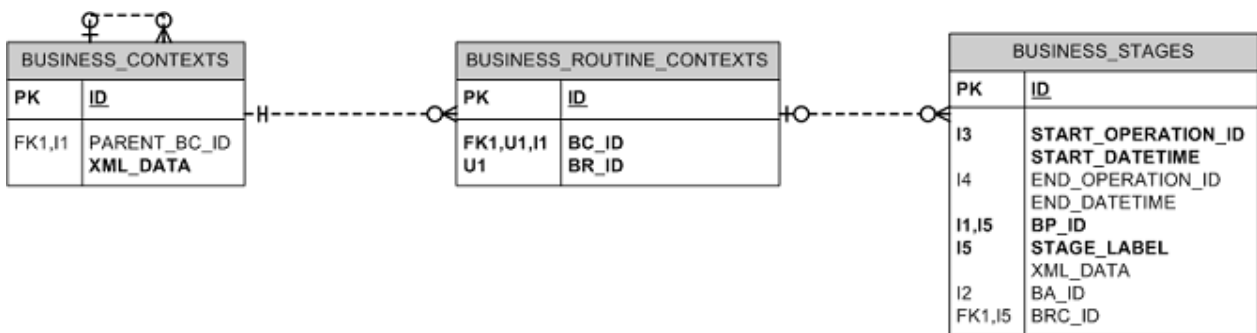 BUSINESS_CONTEXTS
PK ID
FK1,I1 PARENT_BC_ID
XML_DATA
BUSINESS_ROUTINE_CONTEXTS
PK ID
FK1,U1,I1 BC_ID
U1 BR_ID
BUSINESS_STAGES
PK ID
I3 START_OPERATION_ID
START_DATETIME
I4 END_OPERATION_ID
END_DATETIME
I1,I5 BP_ID
I5 STAGE_LABEL
XML_DATA
I2 BA_ID
FK1,I5 BRC_ID